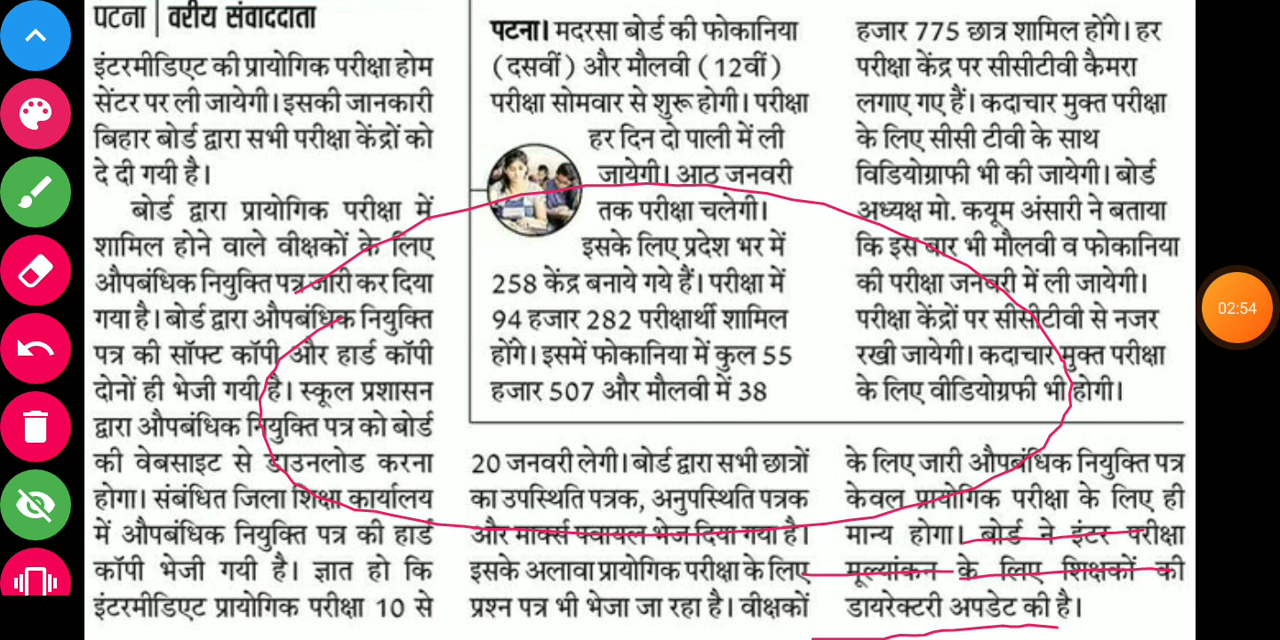 पटना | वरीय संवाददाता
इंटरमीडिएट की प्रायोगिक परीक्षा होम
सेंटर पर ली जायेगी। इसकी जानकारी
बिहार बोर्ड द्वारा सभी परीक्षा केंद्रों को
दे दी गयी है।
बोर्ड द्वारा प्रायोगिक परीक्षा में
शामिल होने वाले वीक्षकों के लिए
औपबंधिक नियुक्ति पत्र जारी कर दिया
गया है। बोर्ड द्वारा औपबंधिक नियुक्ति
पत्र की सॉफ्ट कॉपी और हार्ड कॉपी
दोनों ही भेजी गयी है। स्कूल प्रशासन
द्वारा औपबंधिक नियुक्ति पत्र को बोर्ड
की वेबसाइट से डाउनलोड करना
होगा। संबंधित जिला शिक्षा कार्यालय
में औपबंधिक नियुक्ति पत्र की हार्ड
कॉपी भेजी गयी है। ज्ञात हो कि
इंटरमीडिएट प्रायोगिक परीक्षा 10 से
20 जनवरी लेगी। बोर्ड द्वारा सभी छात्रों
का उपस्थिति पत्रक, अनुपस्थिति पत्रक
और मार्क्स फ्वायल भेज दिया गया है।
इसके अलावा प्रायोगिक परीक्षा के लिए
प्रश्न पत्र भी भेजा जा रहा है। वीक्षकों
के लिए जारी औपबंधिक नियुक्ति पत्र
केवल प्रायोगिक परीक्षा के लिए ही
मान्य होगा। बोर्ड ने इंटर परीक्षा
मूल्यांकन के लिए शिक्षकों की
डायरेक्टरी अपडेट की है।
पटना। मदरसा बोर्ड की फोकानिया
(दसवीं) और मौलवी (12वीं)
परीक्षा सोमवार से शुरू होगी। परीक्षा
हर दिन दो पाली में ली
जायेगी। आठ जनवरी
तक परीक्षा चलेगी।
इसके लिए प्रदेश भर में
258 केंद्र बनाये गये हैं। परीक्षा में
94 हजार 282 परीक्षार्थी शामिल
होंगे। इसमें फोकानिया में कुल 55
हजार 507 और मौलवी में 38
हजार 775 छात्र शामिल होंगे। हर
परीक्षा केंद्र पर सीसीटीवी कैमरा
लगाए गए हैं। कदाचार मुक्त परीक्षा
के लिए सीसी टीवी के साथ
विडियोग्राफी भी की जायेगी। बोर्ड
अध्यक्ष मो. कयूम अंसारी ने बताया
कि इस बार भी मौलवी व फोकानिया
की परीक्षा जनवरी में ली जायेगी।
परीक्षा केंद्रों पर सीसीटीवी से नजर
रखी जायेगी। कदाचार मुक्त परीक्षा
के लिए वीडियोग्रफी भी होगी।
02:54